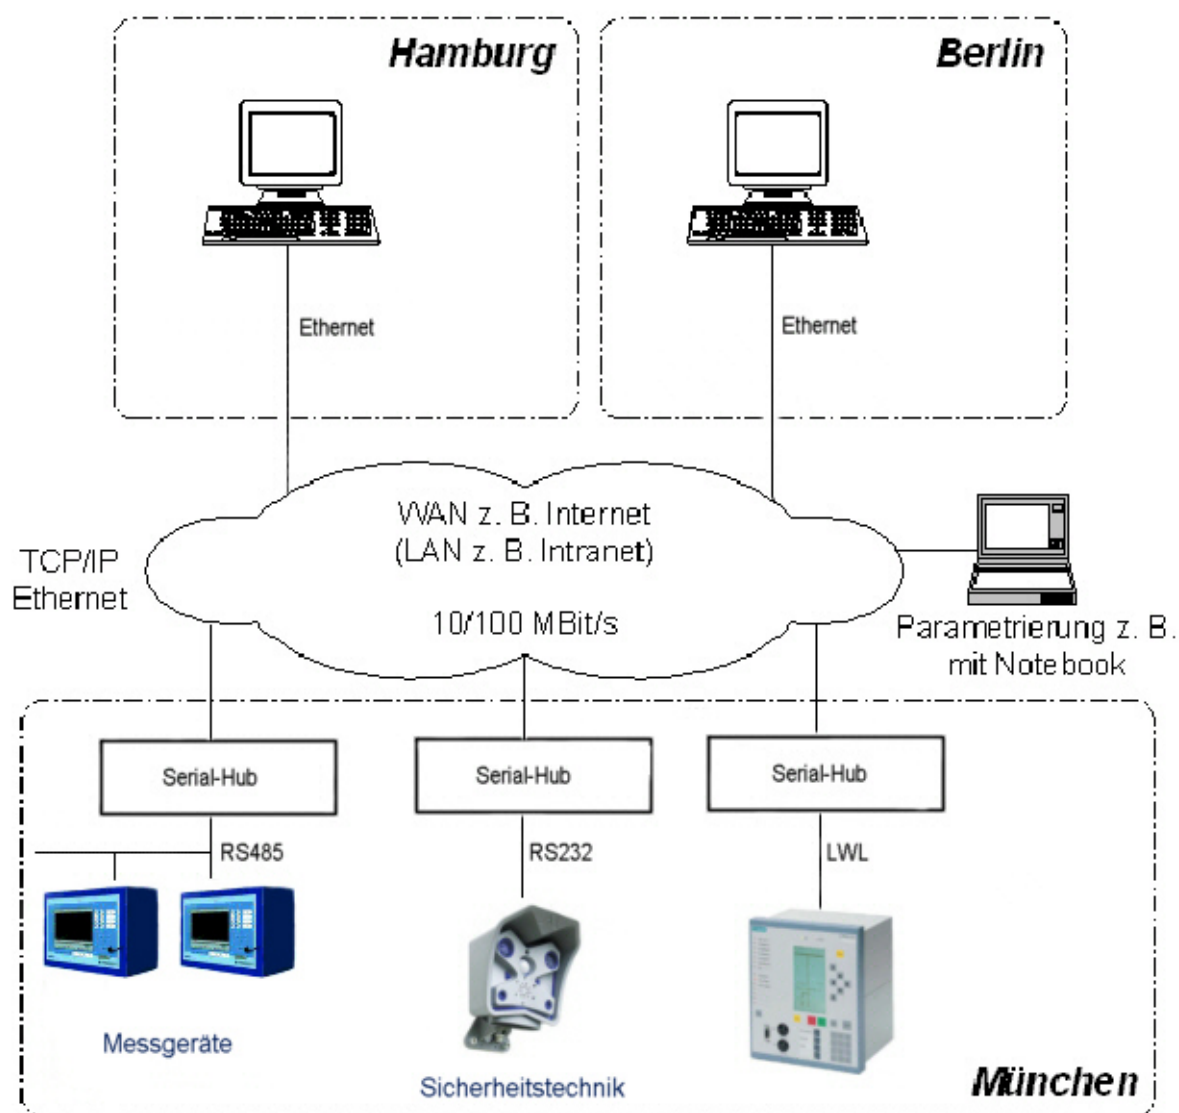 Hamburg
Berlin
Ethernet
Ethernet
WAN z. B. Internet
(LAN z. B. Intranet)
10/100 MBit/s
TCP/IP
Ethernet
Parametrierung z. B.
mit Notebook
Serial-Hub
Serial-Hub
Serial-Hub
RS485
RS232
LWL
Messgeräte
Sicherheitstechnik
München